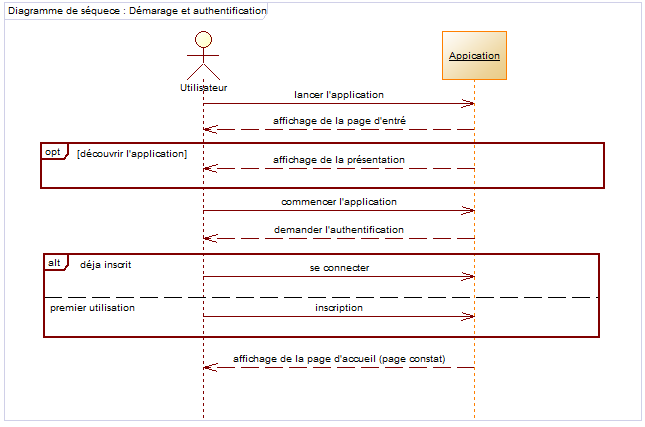 Diagramme de séquece : Démarage et authentification
Appication
Utilisateur
lancer l'application
affichage de la page d'entré
opt
[découvrir l'application]
affichage de la présentation
commencer l'application
demander l'authentification
alt
déja inscrit
se connecter
premier utilisation
inscription
affichage de la page d'accueil (page constat)